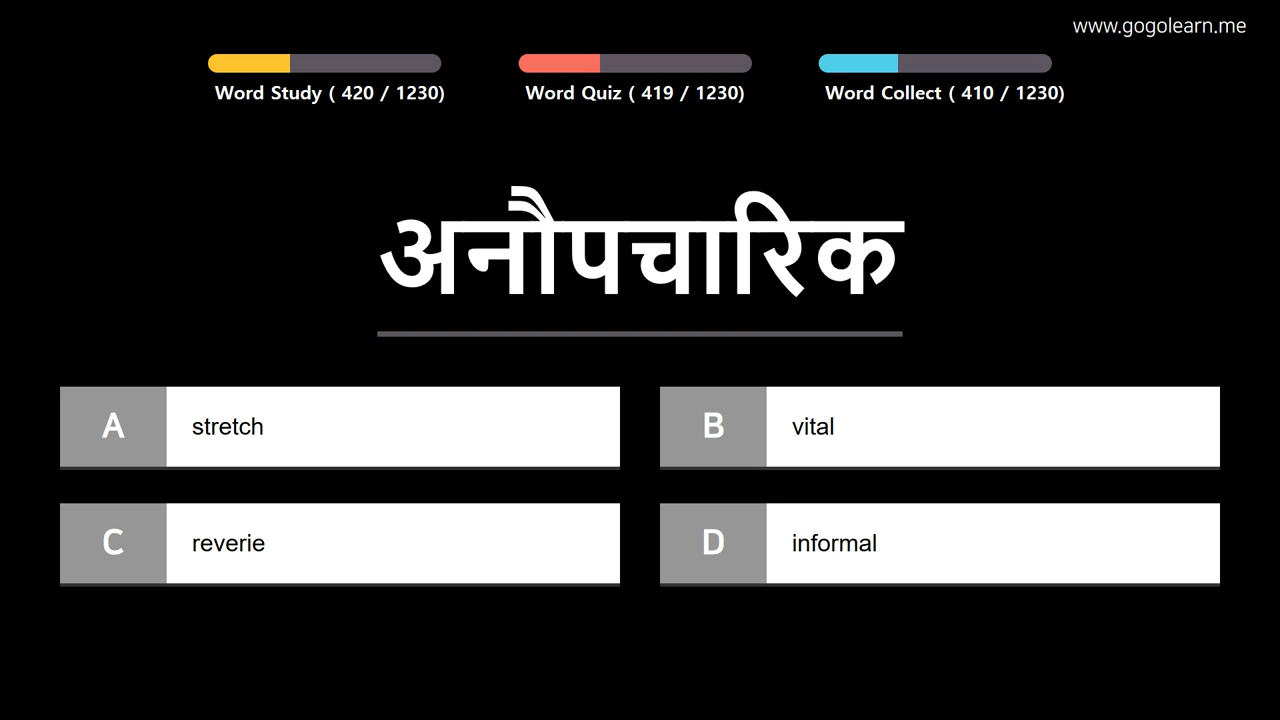 www.gogolearn.me
Word Study ( 420 / 1230)
Word Quiz ( 419 / 1230)
Word Collect ( 410 / 1230)
अनौपचारिक
A stretch
B vital
C reverie
D informal